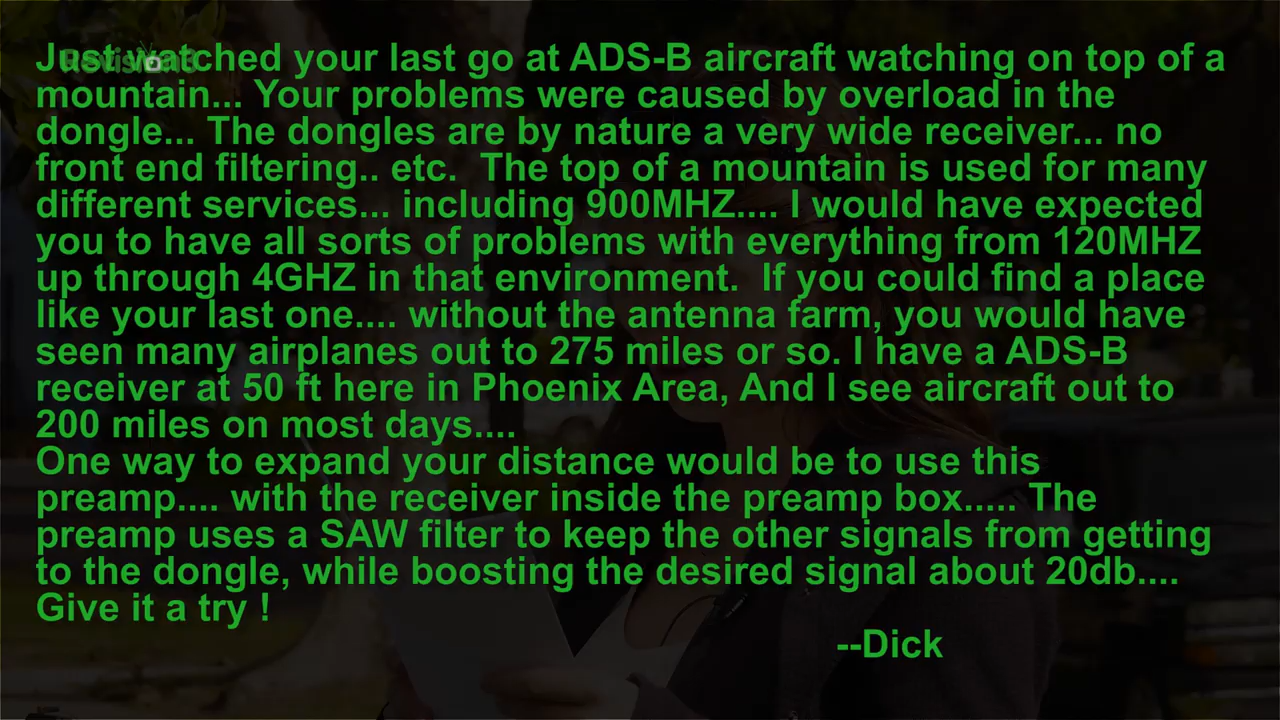 Just watched your last go at ADS-B aircraft watching on top of a
mountain... Your problems were caused by overload in the
dongle... The dongles are by nature a very wide receiver... no
front end filtering.. etc.  The top of a mountain is used for many
different services... including 900MHZ.... I would have expected
you to have all sorts of problems with everything from 120MHZ
up through 4GHZ in that environment.  If you could find a place
like your last one.... without the antenna farm, you would have
seen many airplanes out to 275 miles or so. I have a ADS-B
receiver at 50 ft here in Phoenix Area, And I see aircraft out to
200 miles on most days....
One way to expand your distance would be to use this
preamp.... with the receiver inside the preamp box..... The
preamp uses a SAW filter to keep the other signals from getting
to the dongle, while boosting the desired signal about 20db....
Give it a try !
--Dick